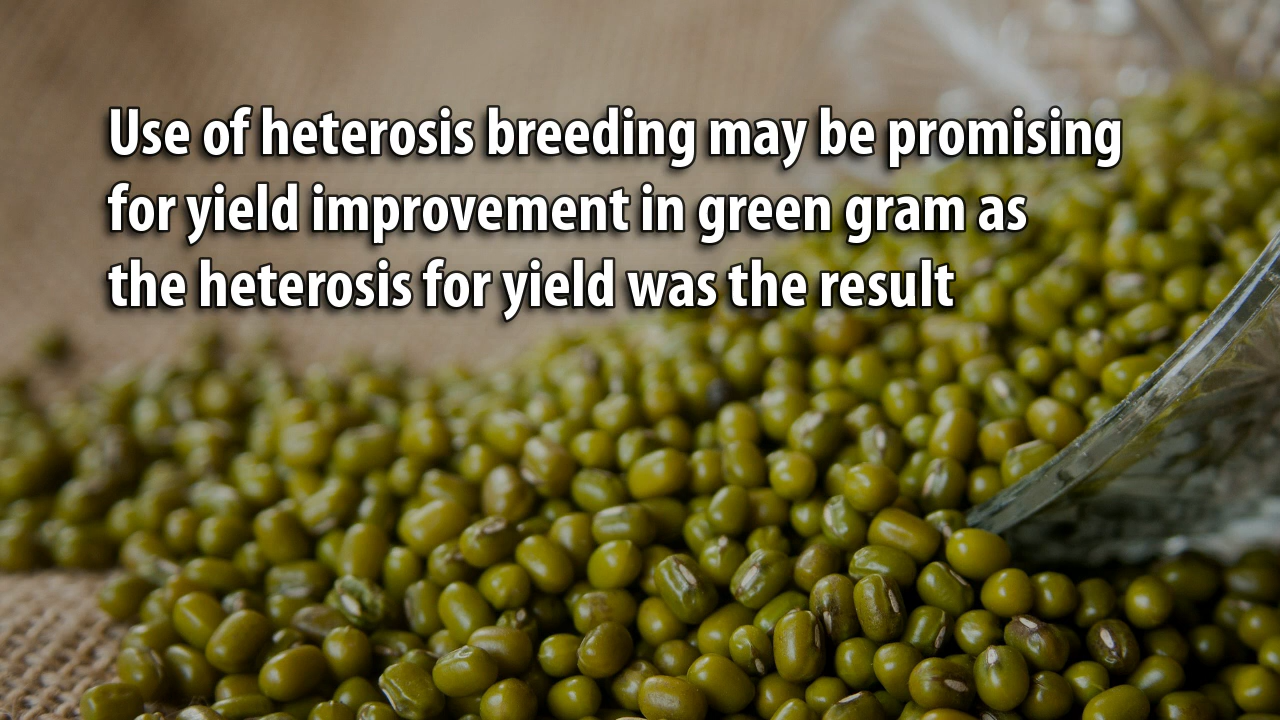 Use of heterosis breeding may be promising
for yield improvement in green gram as
the heterosis for yield was the result